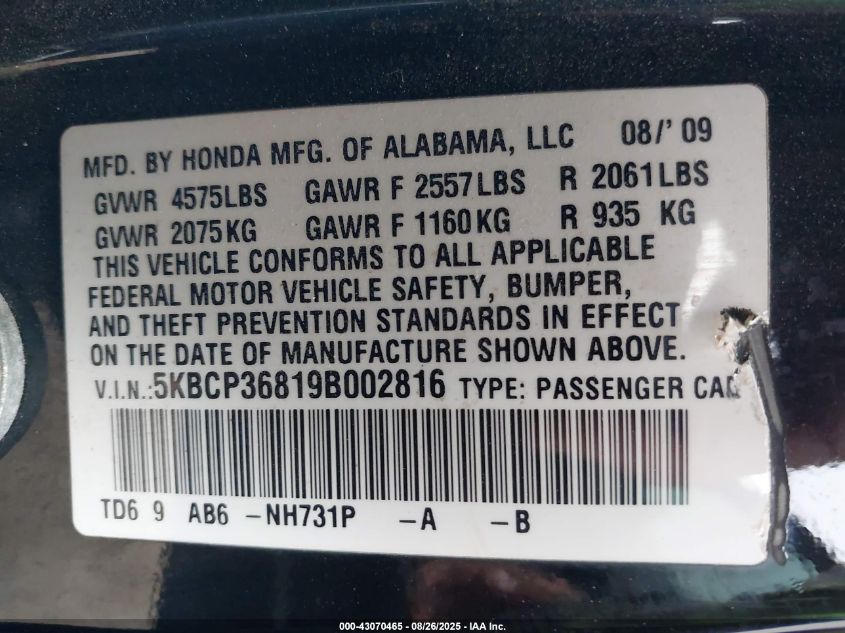 MFD. BY HONDA MFG. OF ALABAMA, LLC 08/'09
GVWR 4575LBS GAWR F 2557LBS R 2061LBS
GVWR 2075KG GAWR F 1160KG R 935 KG
THIS VEHICLE CONFORMS TO ALL APPLICABLE
FEDERAL MOTOR VEHICLE SAFETY, BUMPER,
AND THEFT PREVENTION STANDARDS IN EFFECT
ON THE DATE OF MANUFACTURE SHOWN ABOVE.
V.I.N.:5KBCP36819B002816 TYPE: PASSENGER CAR
TD6 9 AB6 -NH731P -A -B
000-43070465 - 08/26/2025 - IAA Inc.